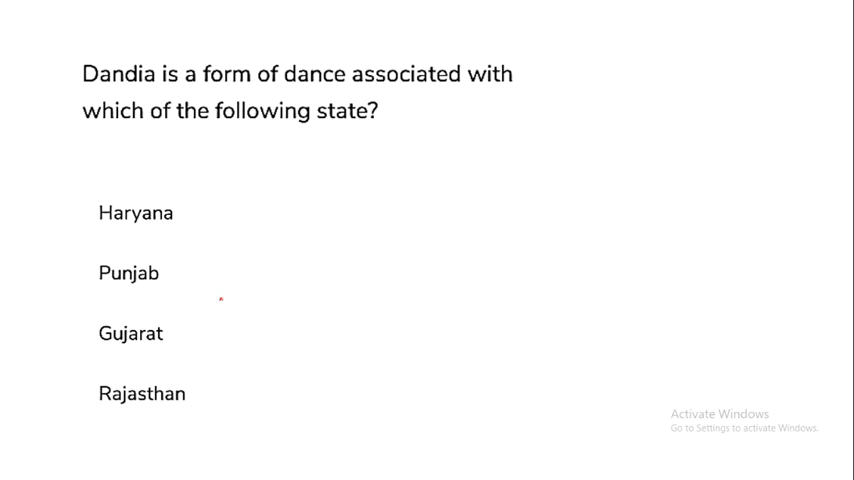 Dandia is a form of dance associated with
which of the following state?
Haryana
Punjab
Gujarat
Rajasthan
Activate Windows
Go to Settings to activate Windows.